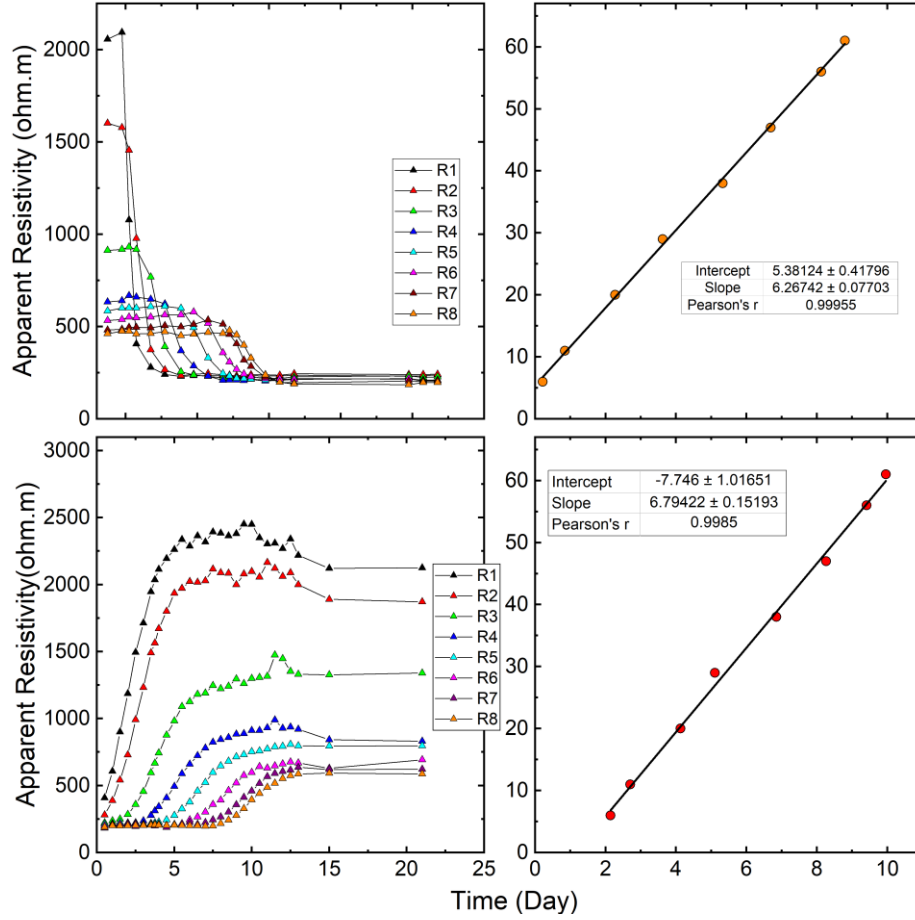 Apparent Resistivity (ohm.m)
2000
1500
1000
500
0
R1
R2
R3
R4
R5
R6
R7
R8
60
50
40
30
20
10
0
Intercept 5.38124 ± 0.41796
Slope 6.26742 ± 0.07703
Pearson's r 0.99955
Apparent Resistivity(ohm.m)
3000
2500
2000
1500
1000
500
0
0 5 10 15 20 25
R1
R2
R3
R4
R5
R6
R7
R8
60
50
40
30
20
10
0
0 2 4 6 8 10
Intercept -7.746 ± 1.01651
Slope 6.79422 ± 0.15193
Pearson's r 0.9985
Time (Day)